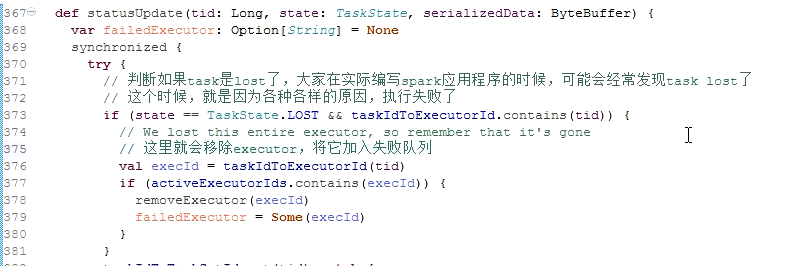 367 def statusUpdate(tid: Long, state: TaskState, serializedData: ByteBuffer) {
368 var failedExecutor: Option[String] = None
369 synchronized {
370 try {
371 // 判断如果task是lost了，大家在实际编写spark应用程序的时候，可能会经常发现task lost了
372 // 这个时候，就是因为各种各样的原因，执行失败了
373 if (state == TaskState.LOST && taskIdToExecutorId.contains(tid)) {
374 // We lost this entire executor, so remember that it's gone
375 // 这里就会移除executor，将它加入失败队列
376 val execId = taskIdToExecutorId(tid)
377 if (activeExecutorIds.contains(execId)) {
378 removeExecutor(execId)
379 failedExecutor = Some(execId)
380 }
381 }